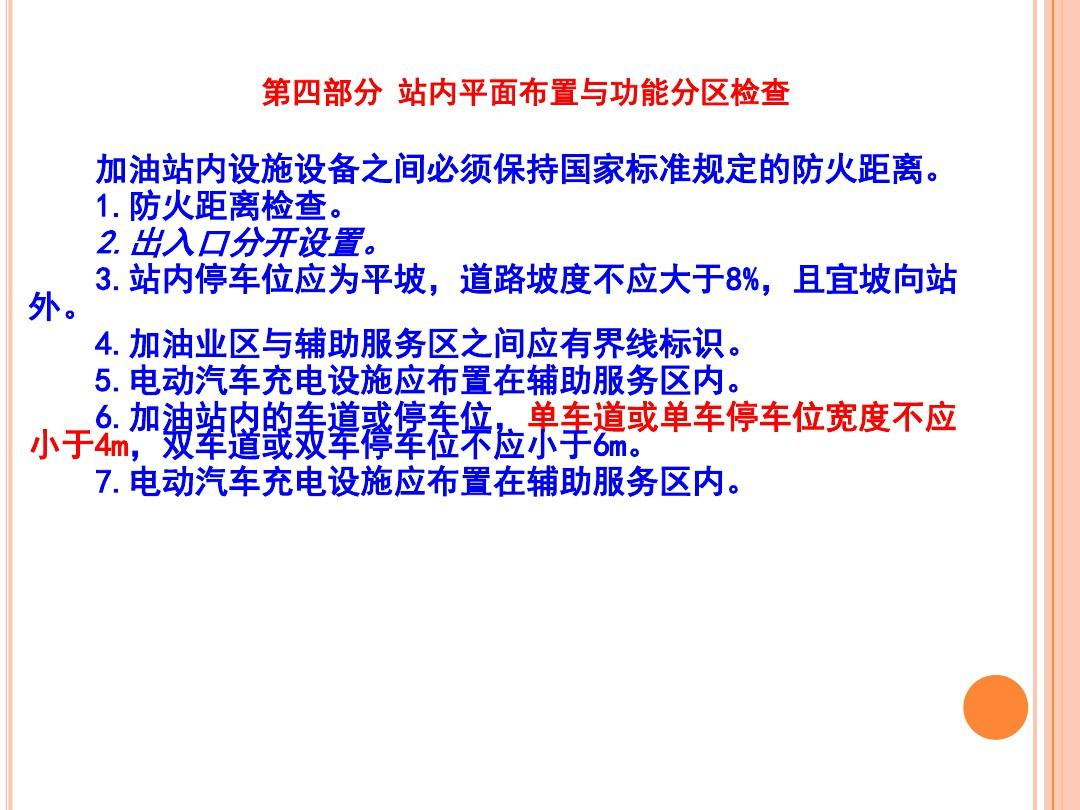 第四部分 站内平面布置与功能分区检查
加油站内设施设备之间必须保持国家标准规定的防火距离。
1.防火距离检查。
2.出入口分开设置。
3.站内停车位应为平坡，道路坡度不应大于8%，且宜坡向站
外。
4.加油业区与辅助服务区之间应有界线标识。
5.电动汽车充电设施应布置在辅助服务区内。
6.加油站内的车道或停车位，单车道或单车停车位宽度不应
小于4m，双车道或双车停车位不应小于6m。
7.电动汽车充电设施应布置在辅助服务区内。